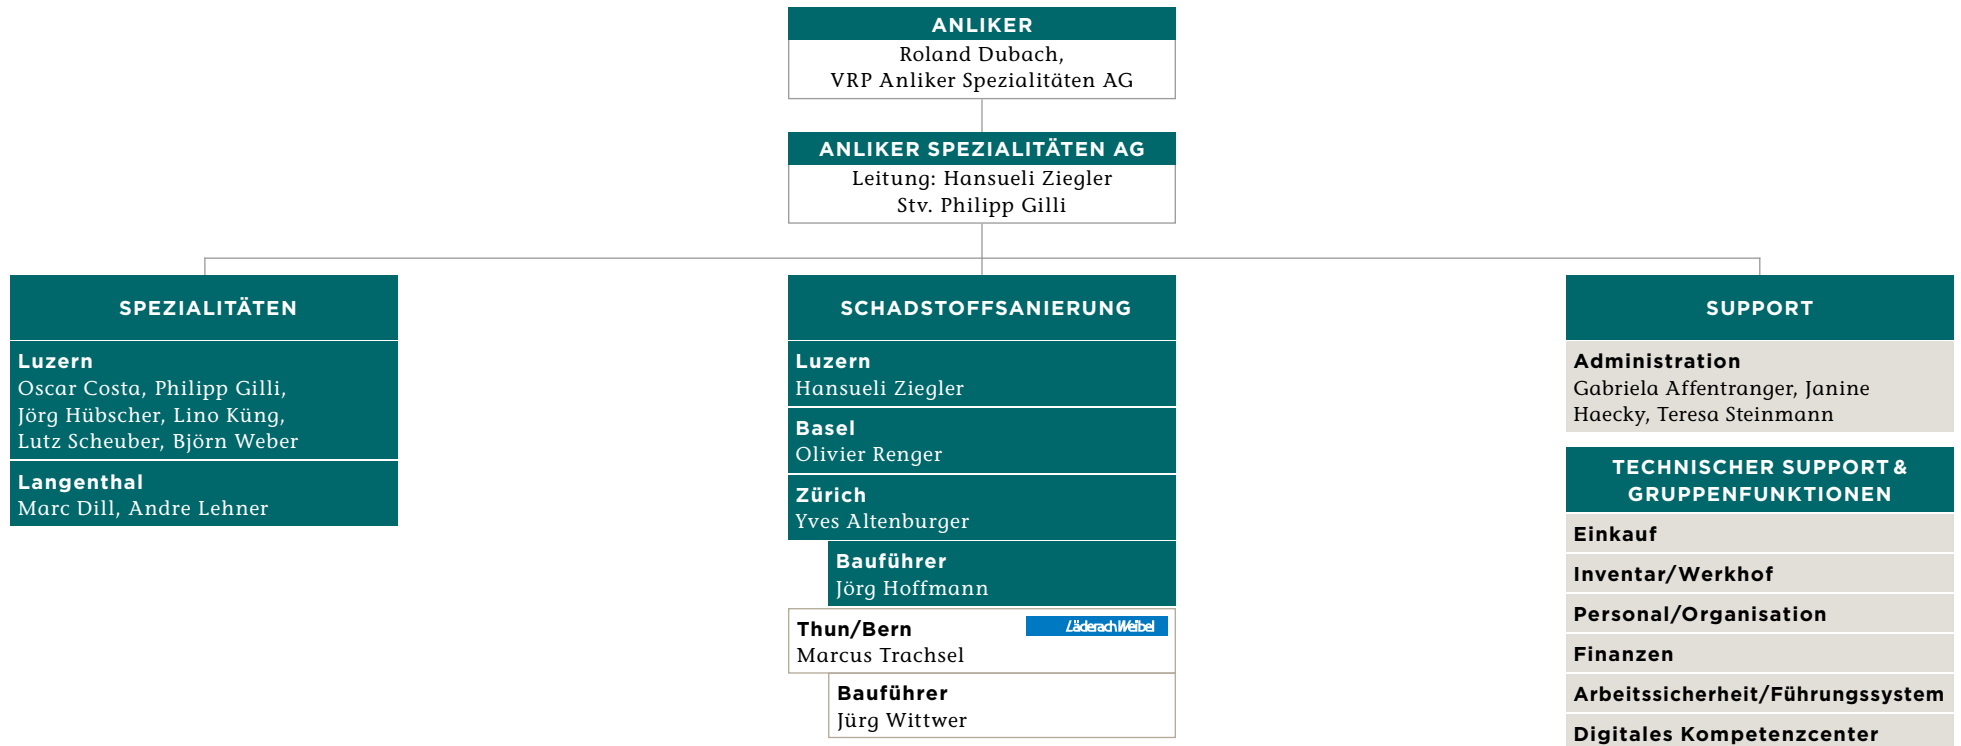 ANLIKER
Roland Dubach,
VRP Anliker Spezialitäten AG
ANLIKER SPEZIALITÄTEN AG
Leitung: Hansueli Ziegler
Stv. Philipp Gilli
SPEZIALITÄTEN
Luzern
Oscar Costa, Philipp Gilli,
Jörg Hübscher, Lino Küng,
Lutz Scheuber, Björn Weber
Langenthal
Marc Dill, Andre Lehner
SCHADSTOFFSANIERUNG
Luzern
Hansueli Ziegler
Basel
Olivier Renger
Zürich
Yves Altenburger
Bauführer
Jörg Hoffmann
Thun/Bern
LäderachWeibel
Marcus Trachsel
Bauführer
Jürg Wittwer
SUPPORT
Administration
Gabriela Affentranger, Janine
Haecky, Teresa Steinmann
TECHNISCHER SUPPORT &
GRUPPENFUNKTIONEN
Einkauf
Inventar/Werkhof
Personal/Organisation
Finanzen
Arbeitssicherheit/Führungssystem
Digitales Kompetenzcenter